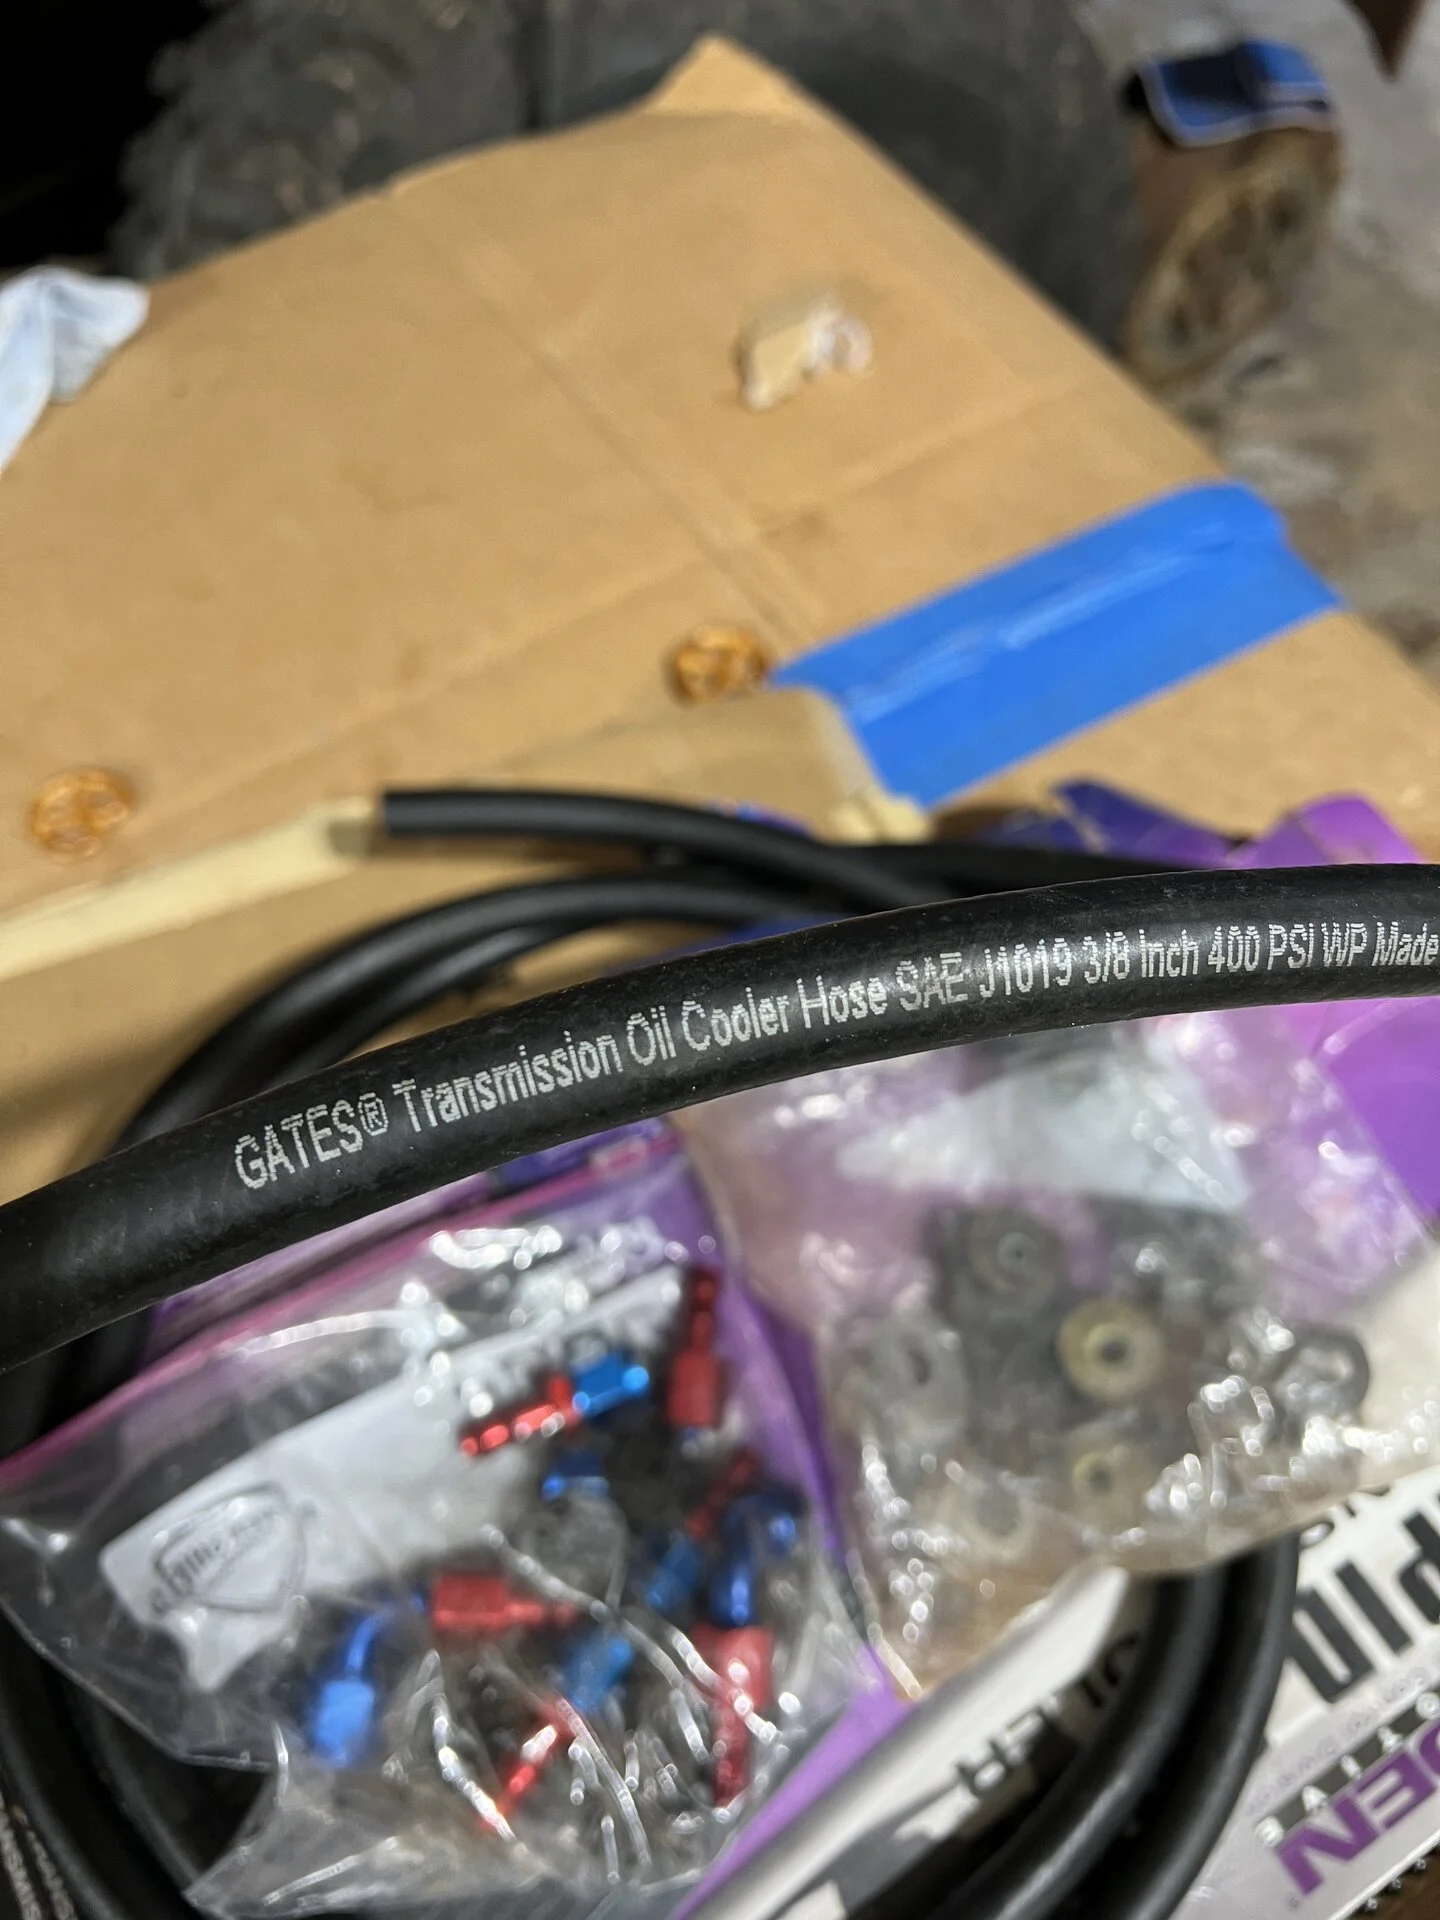 GATES® Transmission Oil Cooler Hose SAE J1019 3/8 Inch 400 PSI WP Made